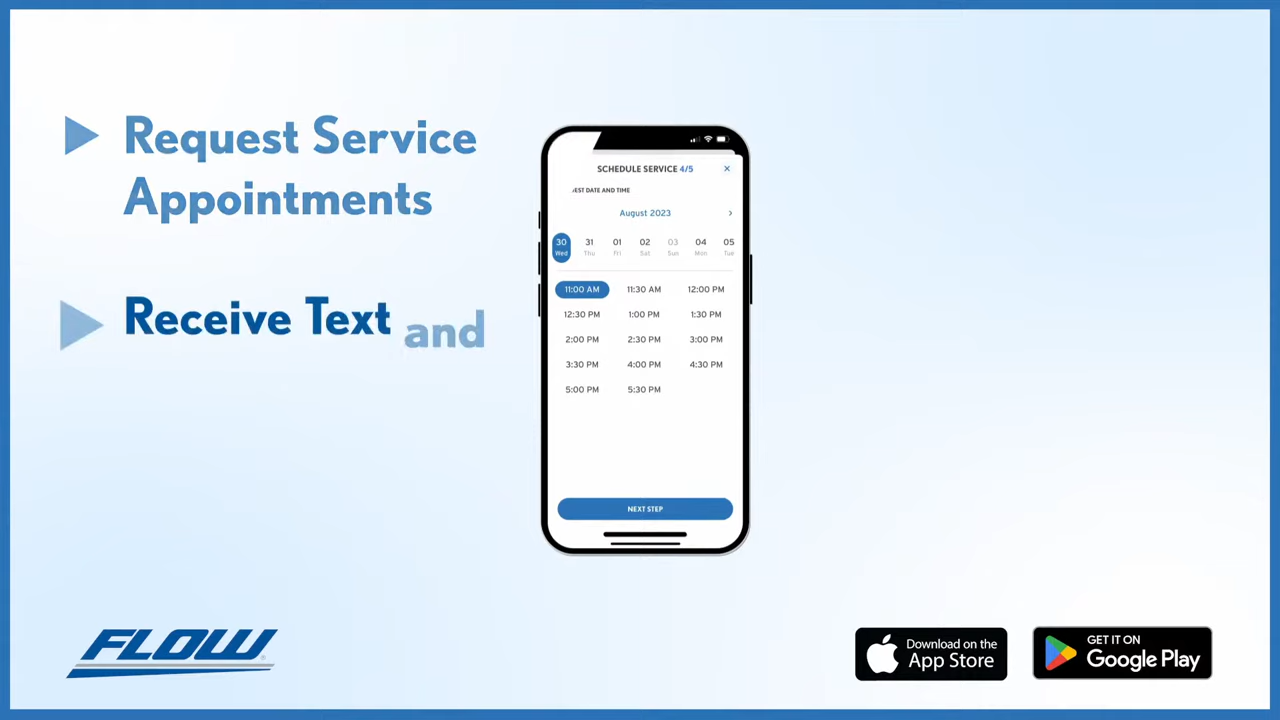 Request Service
Appointments
Receive Text and
SCHEDULE SERVICE 4/5
EST DATE AND TIME
August 2023
30 31 01 02 03 04 05
Wed Thu Fri Sat Sun Mon Tue
11:00 AM 11:30 AM 12:00 PM
12:30 PM 1:00 PM 1:30 PM
2:00 PM 2:30 PM 3:00 PM
3:30 PM 4:00 PM 4:30 PM
5:00 PM 5:30 PM
NEXT STEP
FLOW
Download on the
App Store
GET IT ON
Google Play